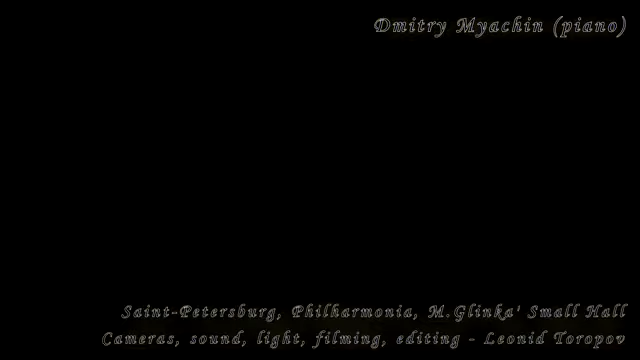 Dmitry Myachin (piano)
Saint-Petersburg, Philharmonia, M.Glinka' Small Hall
Cameras, sound, light, filming, editing - Leonid Toropov